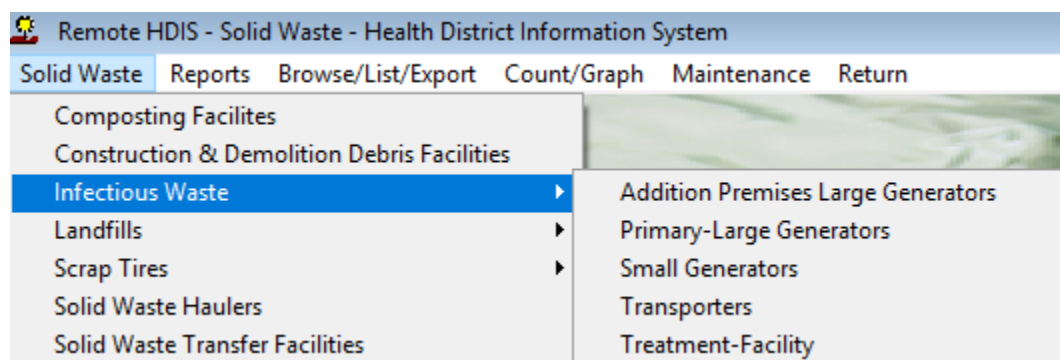 Remote HDIS - Solid Waste - Health District Information System
Solid Waste Reports Browse/List/Export Count/Graph Maintenance Return
Composting Facilites
Construction & Demolition Debris Facilities
Infectious Waste
Landfills
Scrap Tires
Solid Waste Haulers
Solid Waste Transfer Facilities
Addition Premises Large Generators
Primary-Large Generators
Small Generators
Transporters
Treatment-Facility